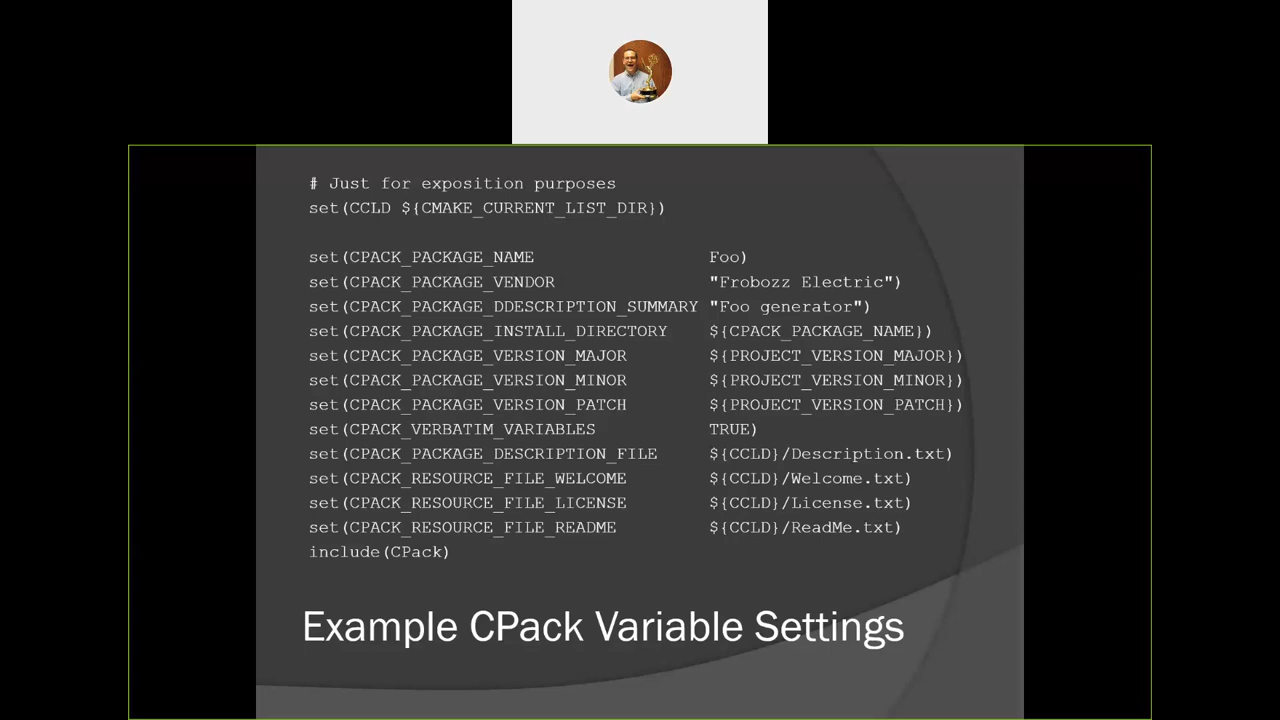 # Just for exposition purposes
set(CCLD ${CMAKE_CURRENT_LIST_DIR})
set(CPACK_PACKAGE_NAME Foo)
set(CPACK_PACKAGE_VENDOR "Frobozz Electric")
set(CPACK_PACKAGE_DDESCRIPTION_SUMMARY "Foo generator")
set(CPACK_PACKAGE_INSTALL_DIRECTORY ${CPACK_PACKAGE_NAME})
set(CPACK_PACKAGE_VERSION_MAJOR ${PROJECT_VERSION_MAJOR})
set(CPACK_PACKAGE_VERSION_MINOR ${PROJECT_VERSION_MINOR})
set(CPACK_PACKAGE_VERSION_PATCH ${PROJECT_VERSION_PATCH})
set(CPACK_VERBATIM_VARIABLES TRUE)
set(CPACK_PACKAGE_DESCRIPTION_FILE ${CCLD}/Description.txt)
set(CPACK_RESOURCE_FILE_WELCOME ${CCLD}/Welcome.txt)
set(CPACK_RESOURCE_FILE_LICENSE ${CCLD}/License.txt)
set(CPACK_RESOURCE_FILE_README ${CCLD}/ReadMe.txt)
include(CPack)
Example CPack Variable Settings